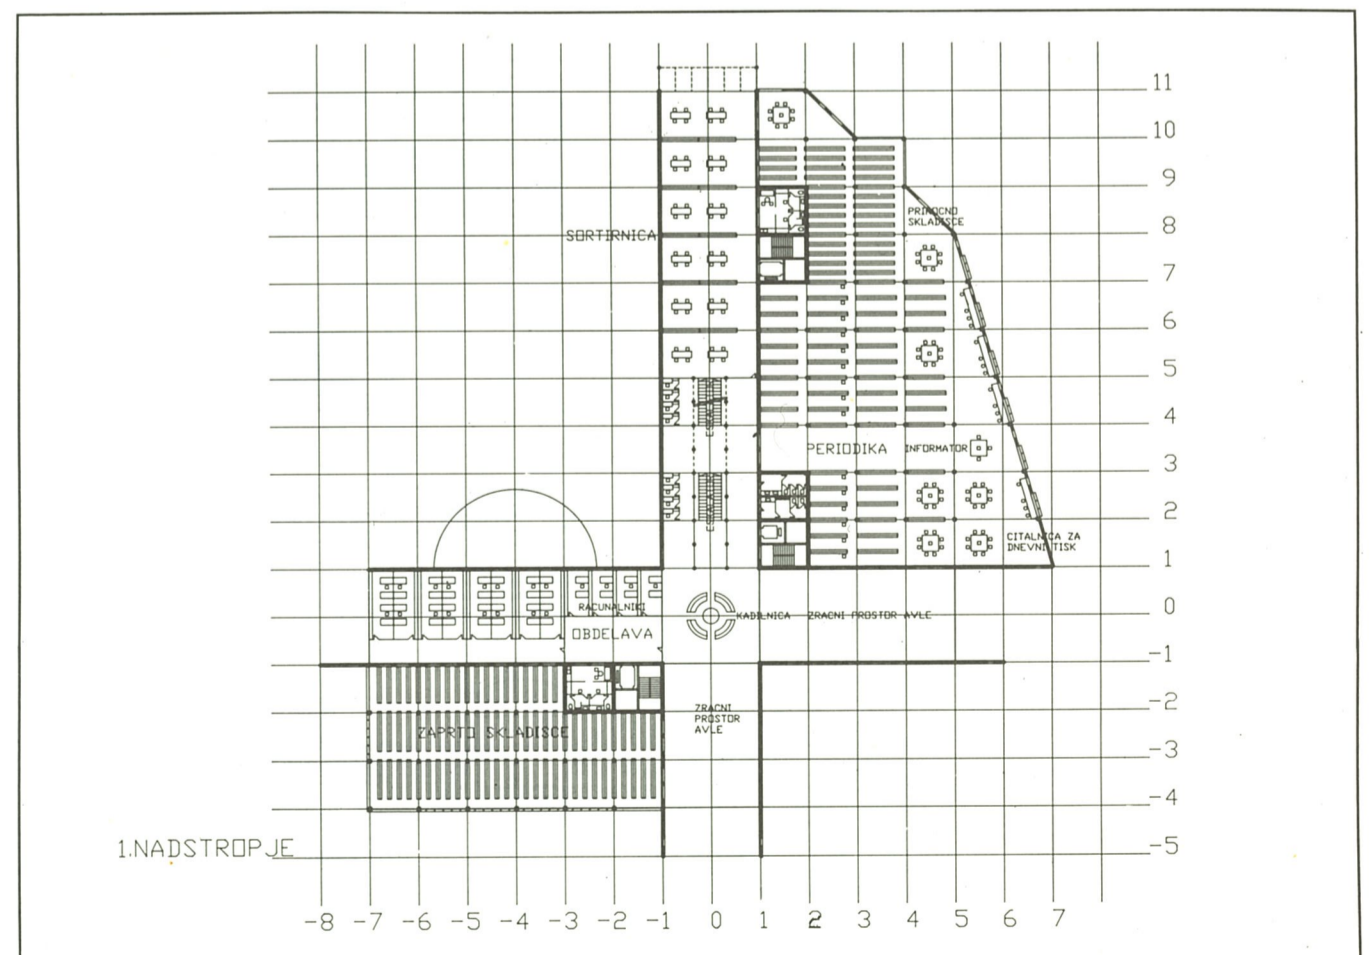 11
10
9
PRIROCNO
SKLADISCE
8
SORTIRNICA
7
6
5
ESKALATOR
4
PERIODIKA
INFORMATOR
3
ESKALATOR
2
CITALNICA ZA
DNEVNI TISK
1
RACUNALNIKI
0
KADILNICA
ZRACNI PROSTOR AVLE
OBDELAVA
-1
-2
ZRACNI
PROSTOR
AVLE
ZAPRTO SKLADISCE
-3
-4
1.NADSTROPJE
-5
-8 -7 -6 -5 -4 -3 -2 -1 0 1 2 3 4 5 6 7